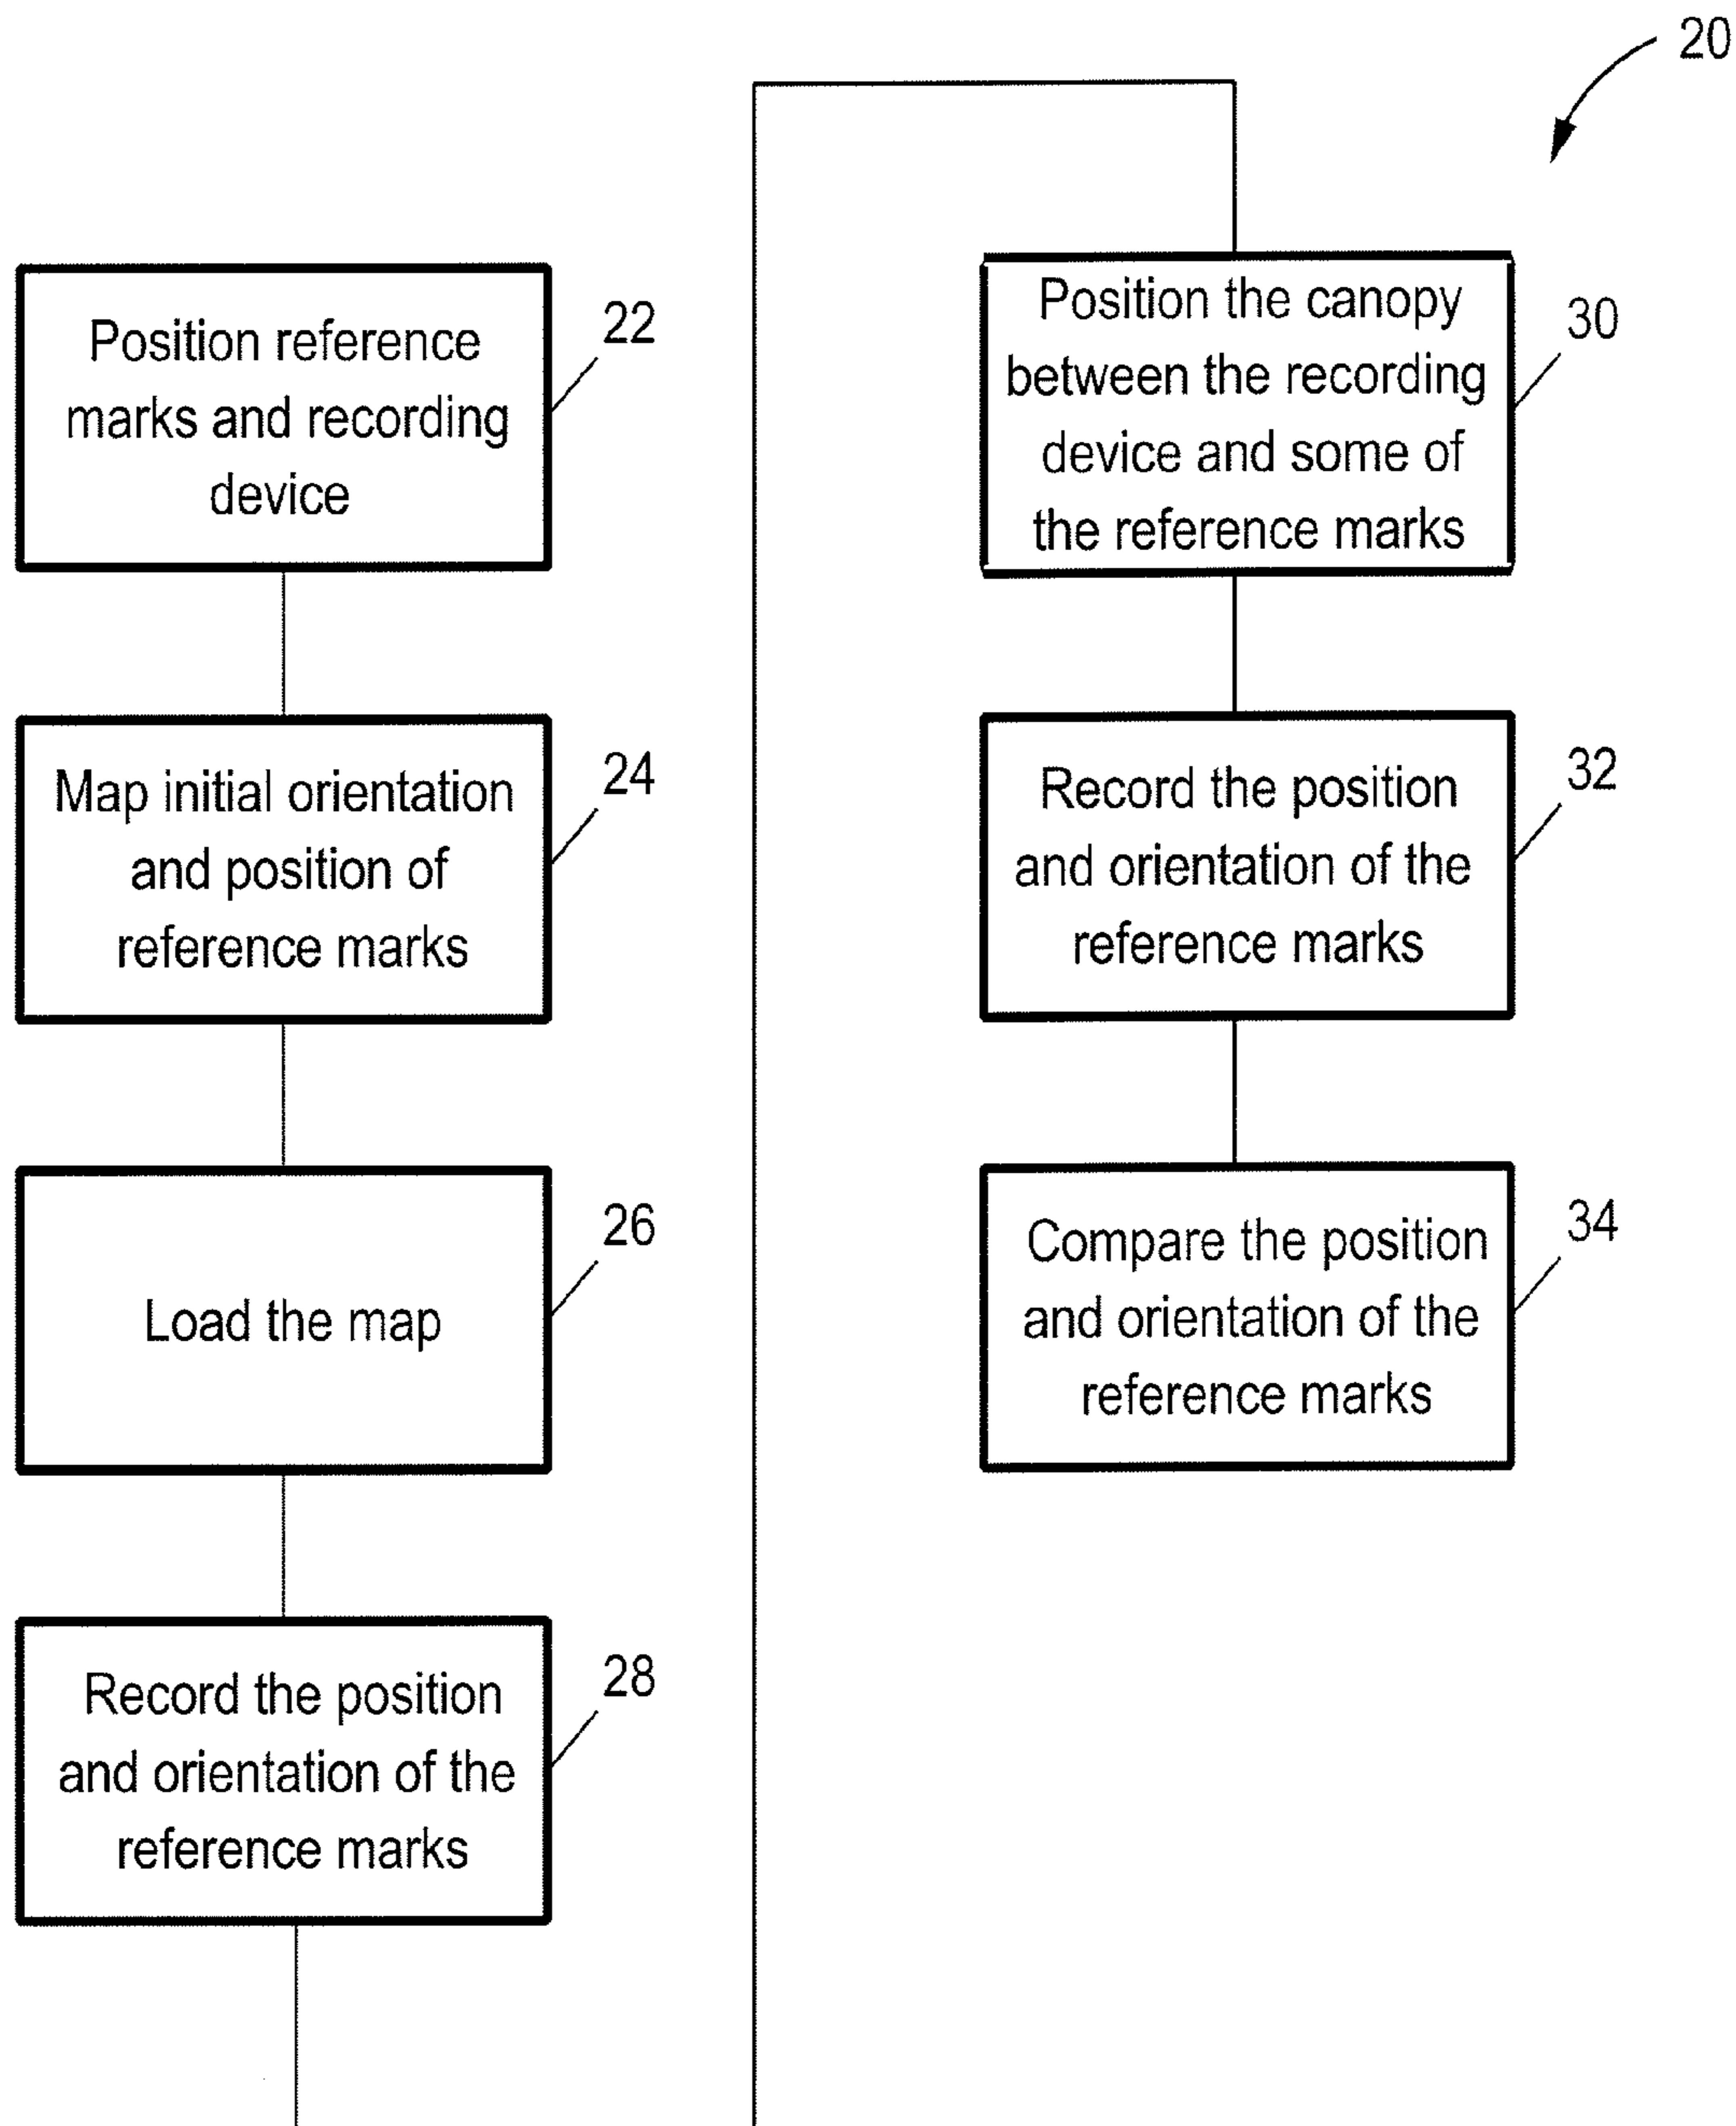 20
Position reference
marks and recording
device
22
Map initial orientation
and position of
reference marks
24
Load the map
26
Record the position
and orientation of the
reference marks
28
Position the canopy
between the recording
device and some of
the reference marks
30
Record the position
and orientation of the
reference marks
32
Compare the position
and orientation of the
reference marks
34